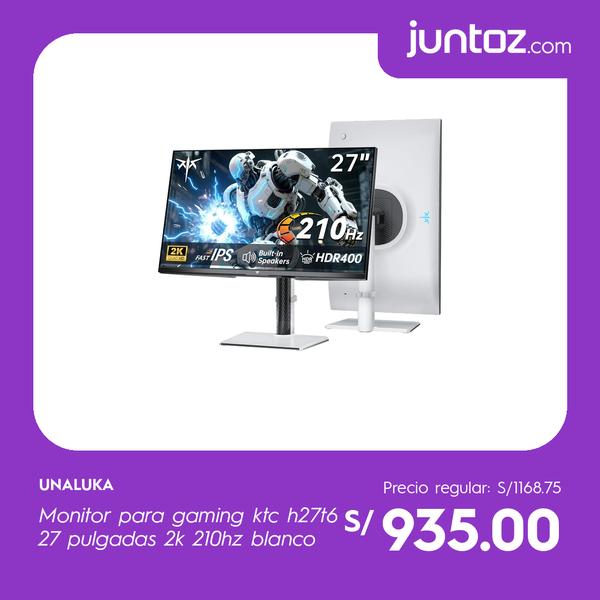 juntoz.com
27"
210Hz
2K
FAST IPS
Built-in
Speakers
HDR400
UNALUKA
Precio regular: S/1168.75
Monitor para gaming ktc h27t6
27 pulgadas 2k 210hz blanco
S/ 935.00